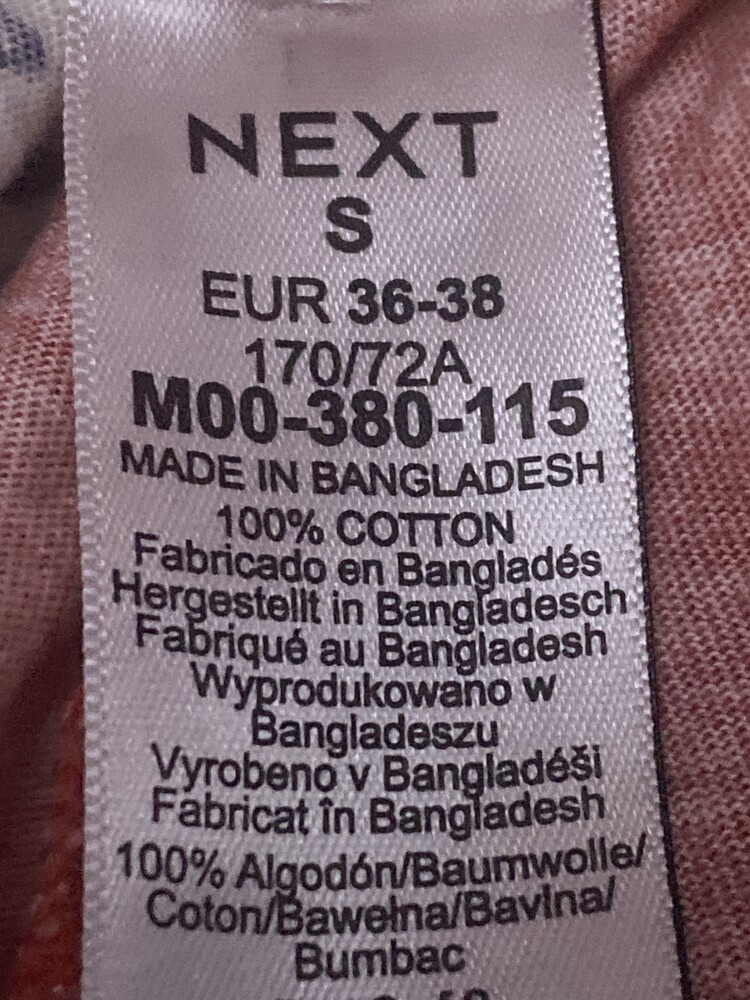 NEXT
S
EUR 36-38
170/72A
M00-380-115
MADE IN BANGLADESH
100% COTTON
Fabricado en Bangladés
Hergestellt in Bangladesch
Fabriqué au Bangladesh
Wyprodukowano w
Bangladeszu
Vyrobeno v Bangladéši
Fabricat în Bangladesh
100% Algodón/Baumwolle/
Coton/Bawełna/Bavlna/
Bumbac